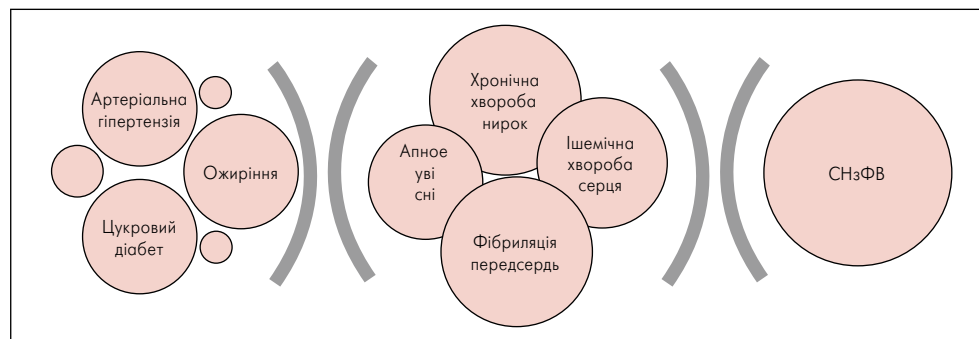 Артеріальна
гіпертензія
Ожиріння
Цукровий
діабет
Хронічна
хвороба
нирок
Апное
уві
сні
Ішемічна
хвороба
серця
Фібриляція
передсердь
СНзФВ